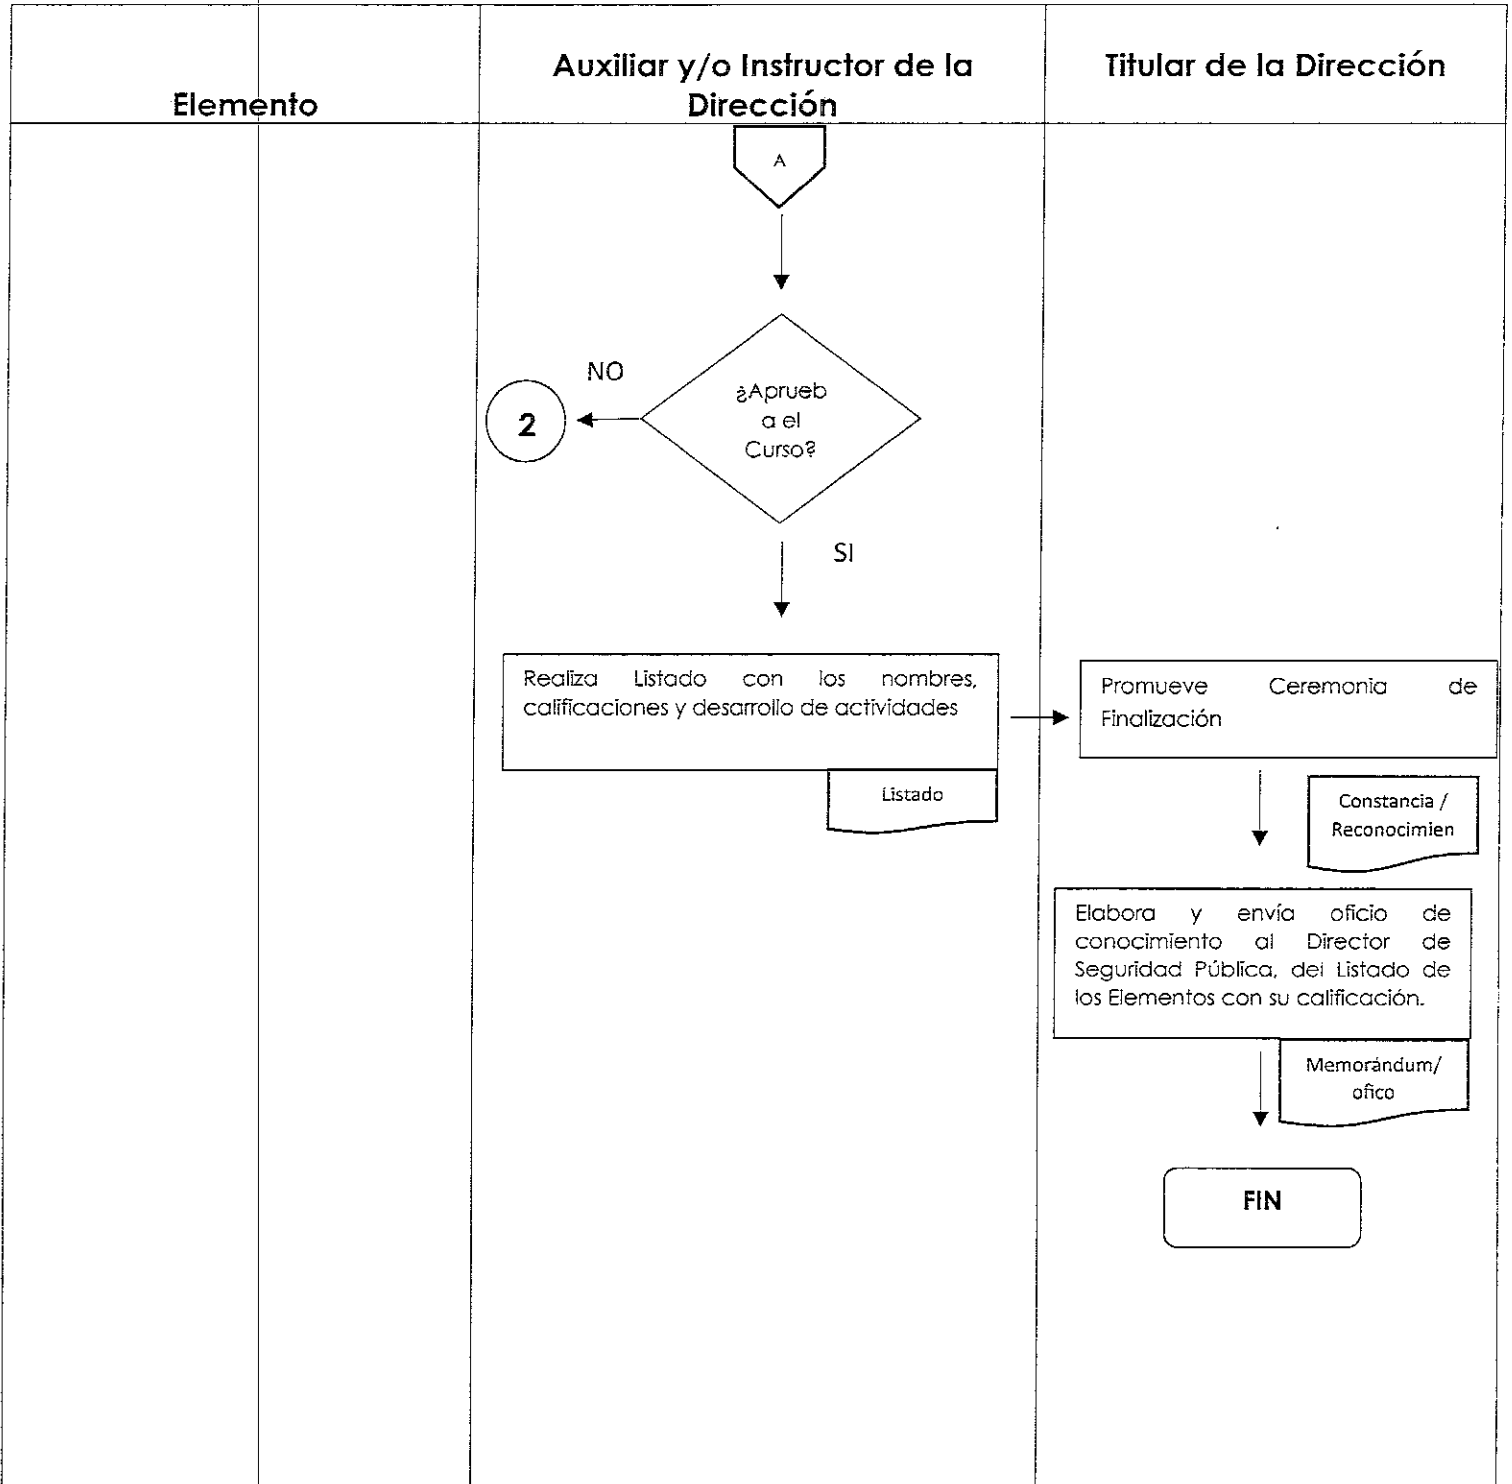 Elemento
Auxiliar y/o Instructor de la
Dirección
Titular de la Dirección
A
¿Aprueb
a el
Curso?
NO
2
SI
Realiza Listado con los nombres,
calificaciones y desarrollo de actividades
Listado
Promueve Ceremonia de
Finalización
Constancia /
Reconocimien
Elabora y envía oficio de
conocimiento al Director de
Seguridad Pública, del Listado de
los Elementos con su calificación.
Memorándum/
ofico
FIN